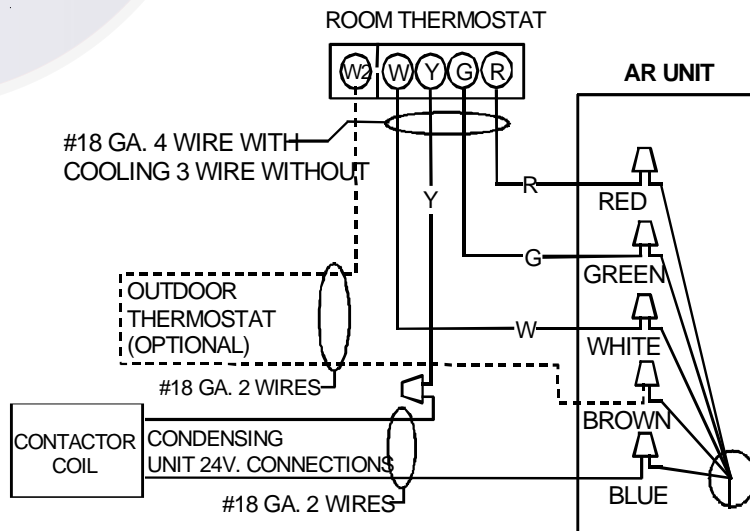 ROOM THERMOSTAT
W2 W Y G R
AR UNIT
#18 GA. 4 WIRE WITH
COOLING 3 WIRE WITHOUT
R
RED
Y
G
GREEN
OUTDOOR
THERMOSTAT
(OPTIONAL)
W
WHITE
#18 GA. 2 WIRES
BROWN
CONTACTOR
COIL
CONDENSING
UNIT 24V. CONNECTIONS
#18 GA. 2 WIRES
BLUE